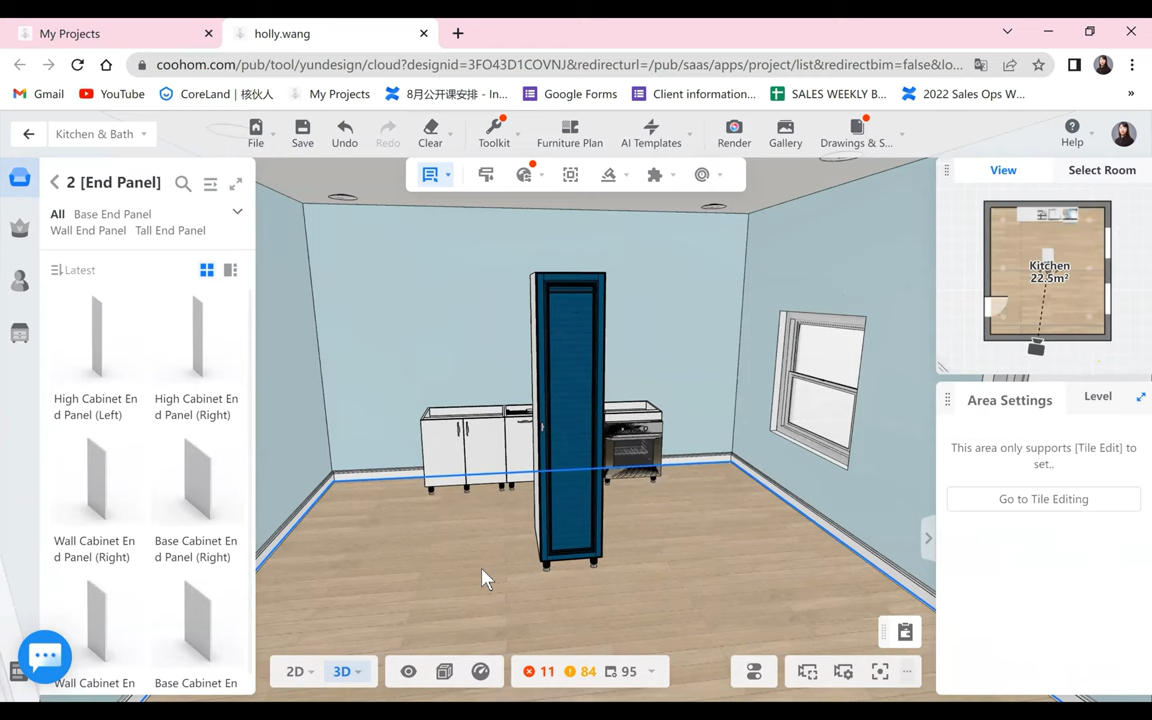 My Projects
holly.wang
coohom.com/pub/tool/yundesign/cloud?designid=3FO43D1COVNJ&redirecturl=/pub/saas/apps/project/list&redirectbim=false&lo...
Gmail
YouTube
CoreLand | 核伙人
My Projects
8月公开课安排 - In...
Google Forms
Client information...
SALES WEEKLY B...
2022 Sales Ops W...
Kitchen & Bath
File
Save
Undo
Redo
Clear
Toolkit
Furniture Plan
AI Templates
Render
Gallery
Drawings & S...
Help
2 [End Panel]
All
Base End Panel
Wall End Panel
Tall End Panel
Latest
High Cabinet En
d Panel (Left)
High Cabinet En
d Panel (Right)
Wall Cabinet En
d Panel (Right)
Base Cabinet En
d Panel (Right)
Wall Cabinet En
Base Cabinet En
View
Select Room
Kitchen
22.5m²
Area Settings
Level
This area only supports [Tile Edit] to
set..
Go to Tile Editing
2D
3D
11
84
95